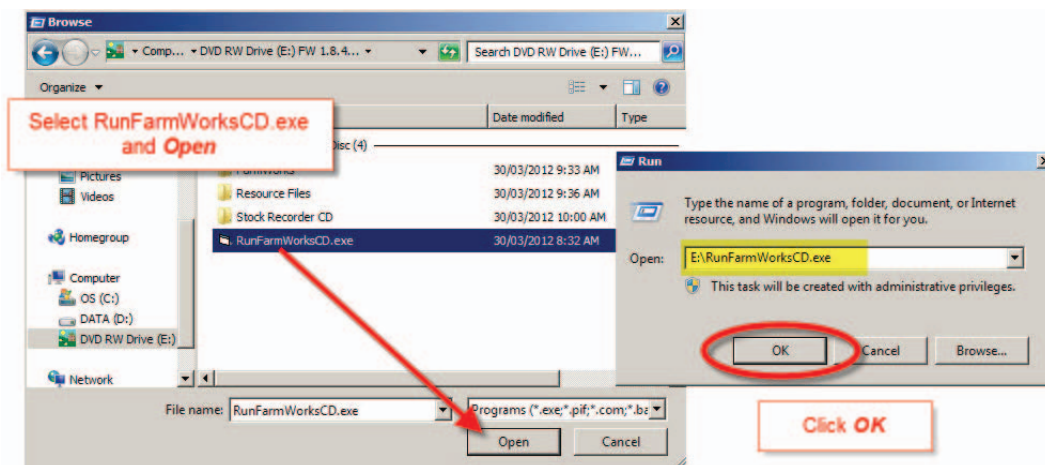 Browse
Comp... DVD RW Drive (E:) FW 1.8.4...
Search DVD RW Drive (E:) FW...
Organize
Select RunFarmWorksCD.exe
and Open
Date modified
Type
Disc (4)
Pictures
Videos
Homegroup
Computer
OS (C:)
DATA (D:)
DVD RW Drive (E:)
Network
FarmWorks 30/03/2012 9:33 AM
Resource Files 30/03/2012 9:36 AM
Stock Recorder CD 30/03/2012 10:00 AM
RunFarmWorksCD.exe 30/03/2012 8:32 AM
File name: RunFarmWorksCD.exe
Programs (*.exe;*.pif;*.com;*.ba
Open
Cancel
Run
Type the name of a program, folder, document, or Internet
resource, and Windows will open it for you.
Open: E:\RunFarmWorksCD.exe
This task will be created with administrative privileges.
OK
Cancel
Browse...
Click OK